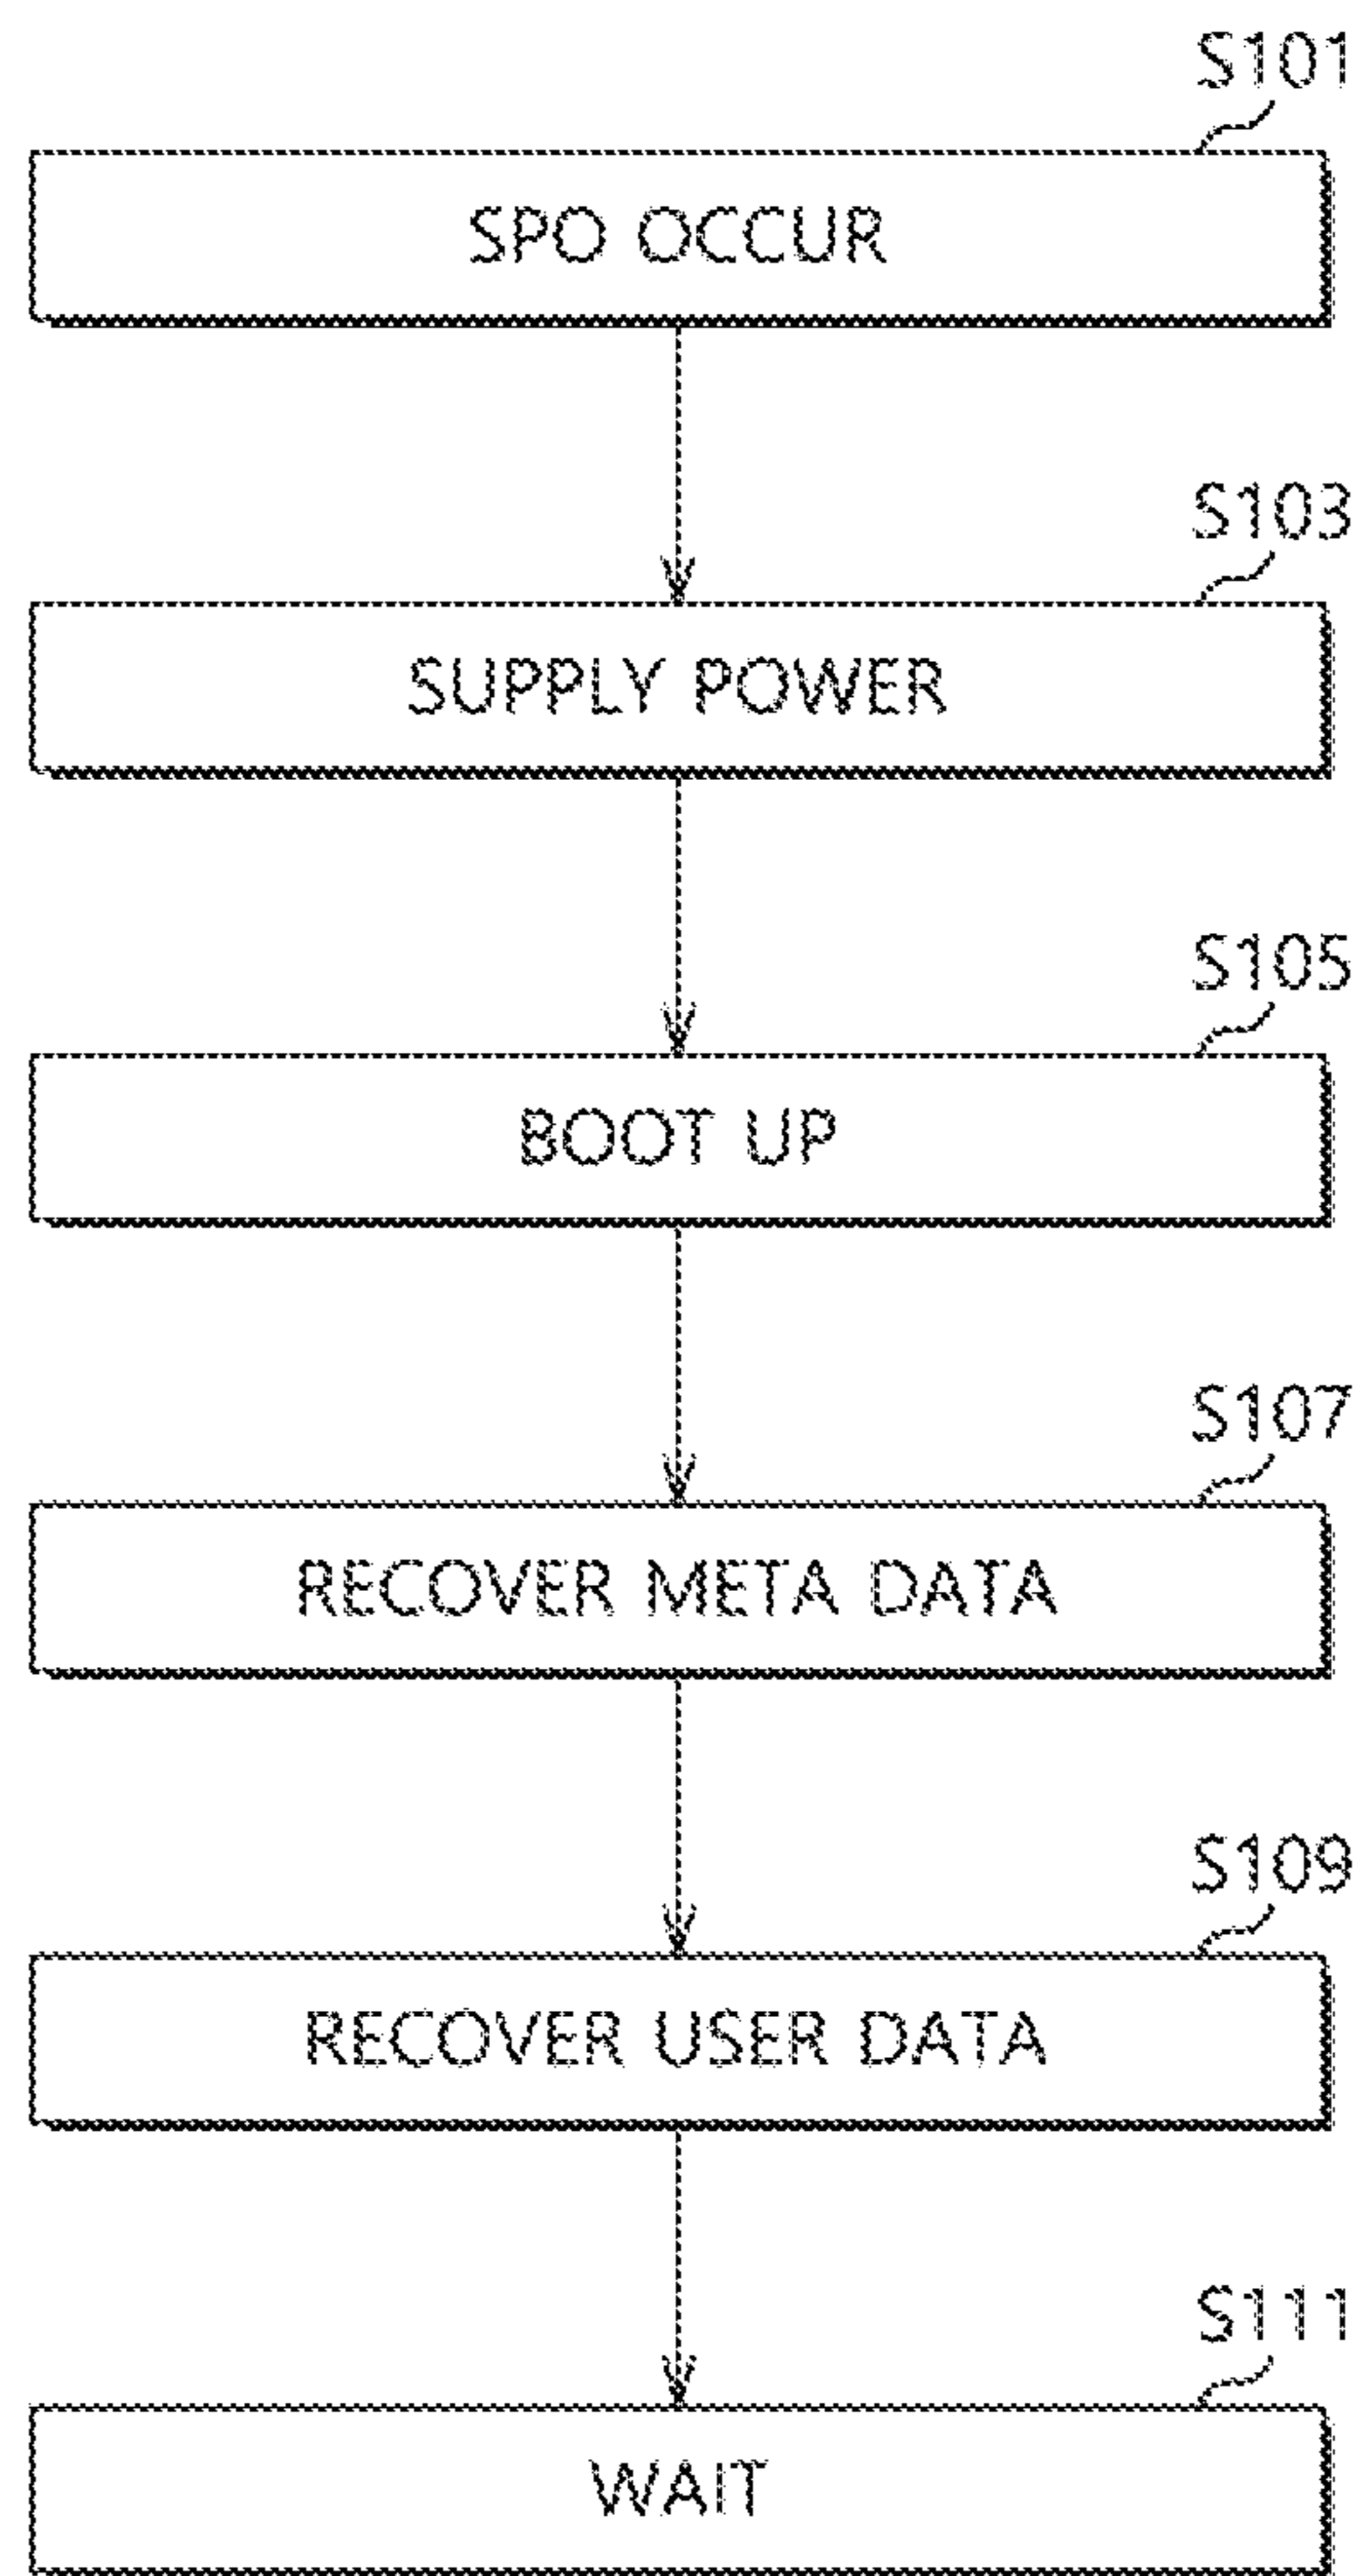 S101
SPO OCCUR
S103
SUPPLY POWER
S105
BOOT UP
S107
RECOVER META DATA
S109
RECOVER USER DATA
S111
WAIT